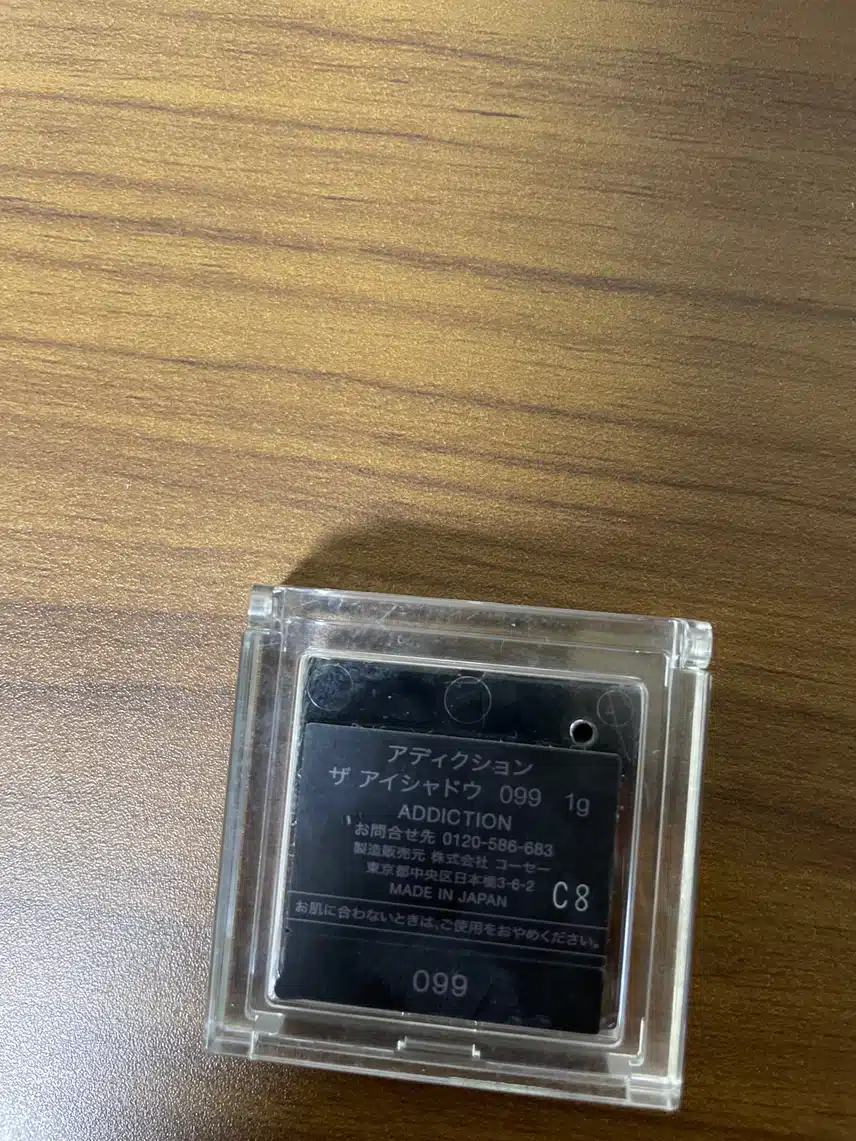 アディクション
ザ アイシャドウ 099 1g
ADDICTION
お問合せ先 0120-586-683
製造販売元 株式会社 コーセー
東京都中央区日本橋3-6-2
MADE IN JAPAN C8
お肌に合わないときは、ご使用をおやめください。
099